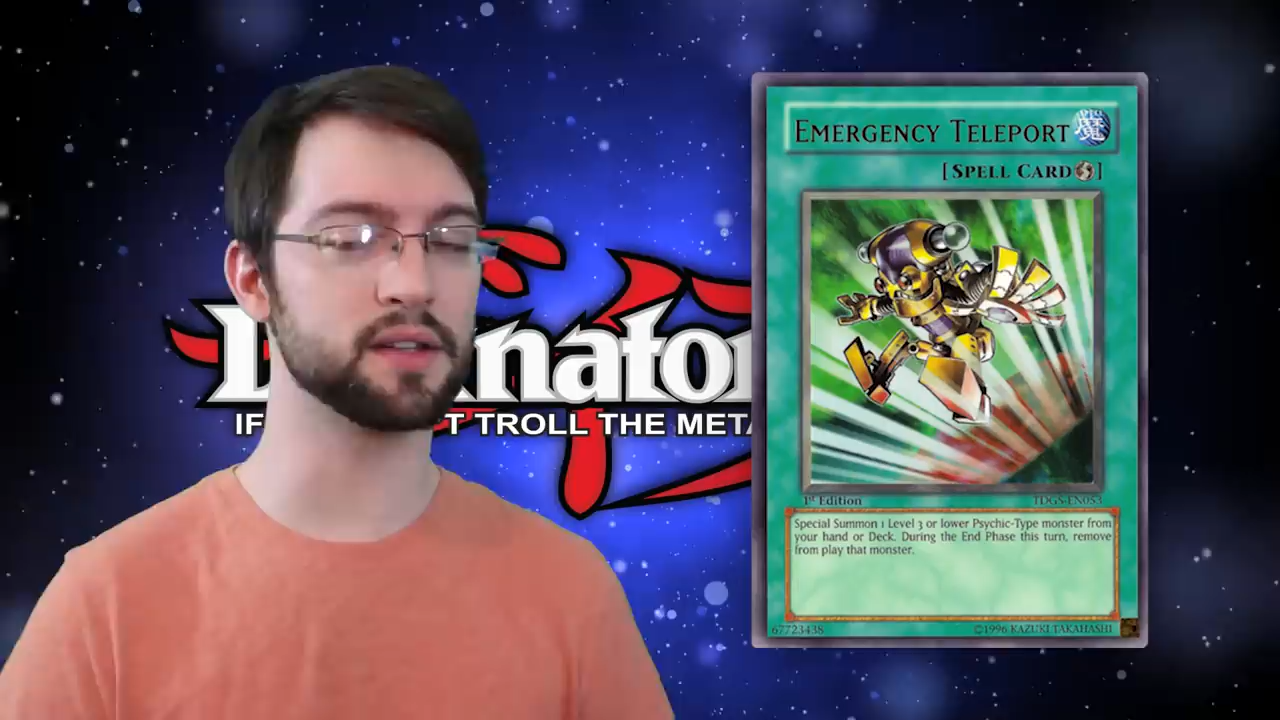 EMERGENCY TELEPORT
魔
[SPELL CARD]
1st Edition
TDGS-EN053
Special Summon 1 Level 3 or lower Psychic-Type monster from
your hand or Deck. During the End Phase this turn, remove
from play that monster.
67723438
©1996 KAZUKI TAKAHASHI
TROLL THE